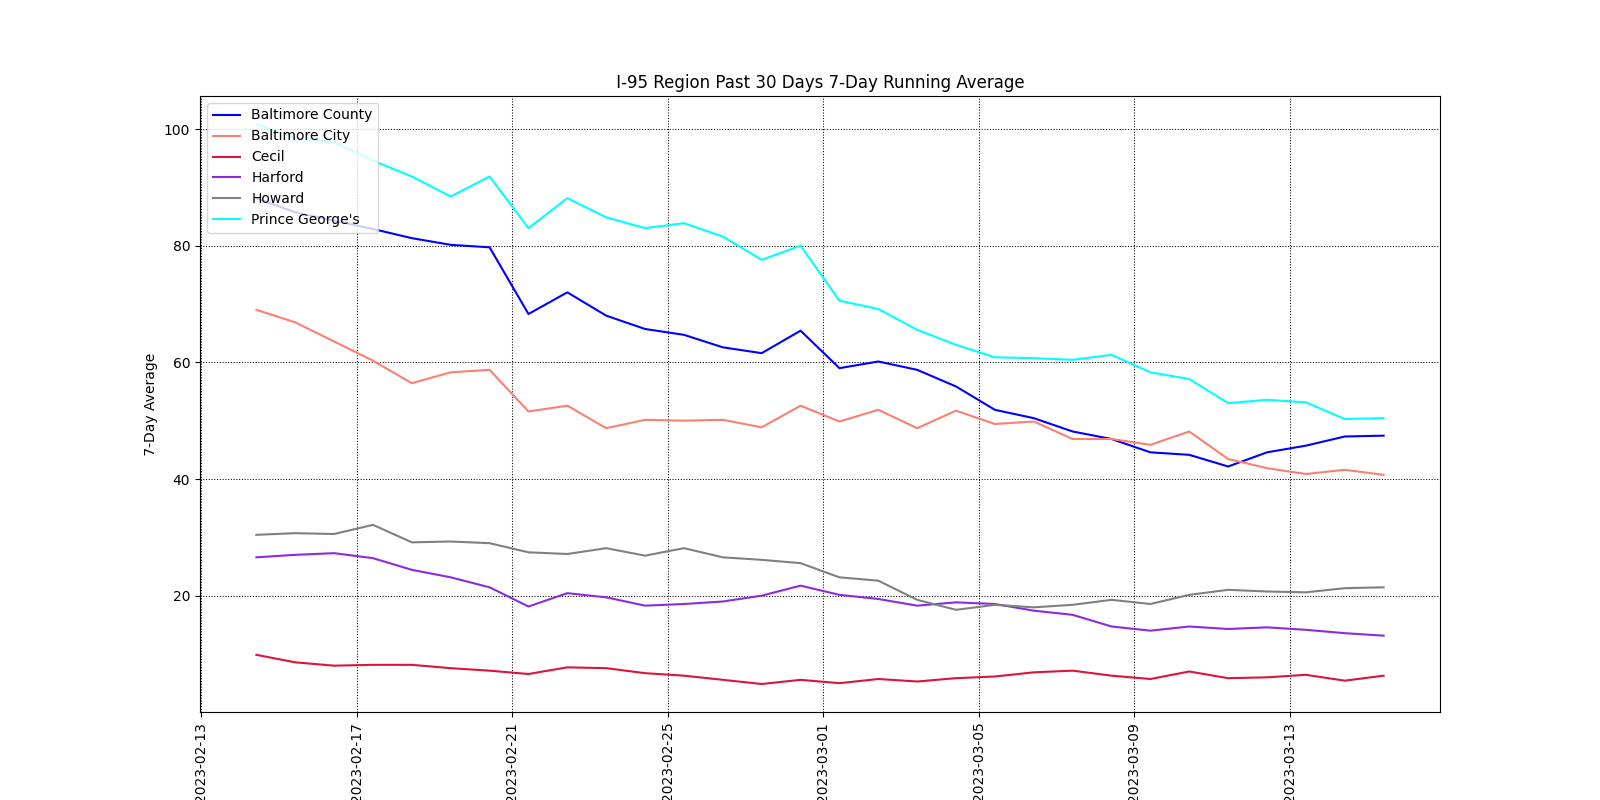 I-95 Region Past 30 Days 7-Day Running Average
Baltimore County
Baltimore City
Cecil
Harford
Howard
Prince George's
7-Day Average
100
80
60
40
20
2023-02-13
2023-02-17
2023-02-21
2023-02-25
2023-03-01
2023-03-05
2023-03-09
2023-03-13